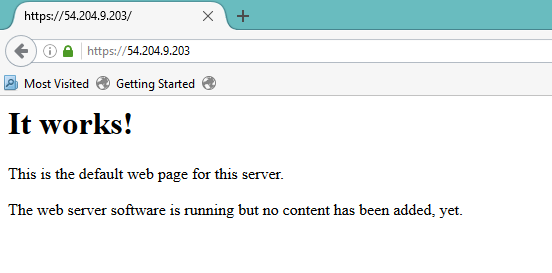 https://54.204.9.203/
https://54.204.9.203
Most Visited Getting Started
It works!
This is the default web page for this server.
The web server software is running but no content has been added, yet.